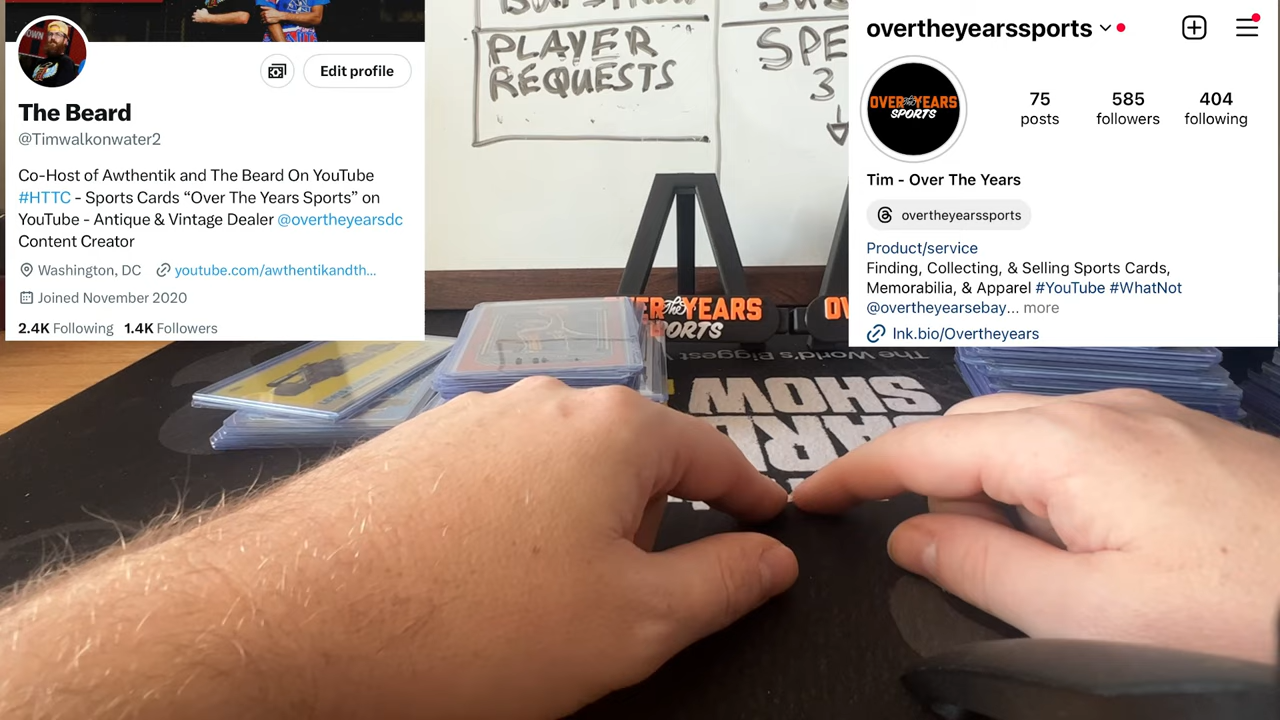 Edit profile
The Beard
@Timwalkonwater2
Co-Host of Awthentik and The Beard On YouTube
#HTTC - Sports Cards “Over The Years Sports” on
YouTube - Antique & Vintage Dealer @overtheyearsdc
Content Creator
Washington, DC youtube.com/awthentikandth...
Joined November 2020
2.4K Following 1.4K Followers
PLAYER
REQUESTS
SPE
3
overtheyearssports
OVER The YEARS
SPORTS
75 585 404
posts followers following
Tim - Over The Years
overtheyearssports
Product/service
Finding, Collecting, & Selling Sports Cards,
Memorabilia, & Apparel #YouTube #WhatNot
@overtheyearsebay... more
lnk.bio/Overtheyears
ER The YEARS
ORTS
The World's Biggest
SHOW